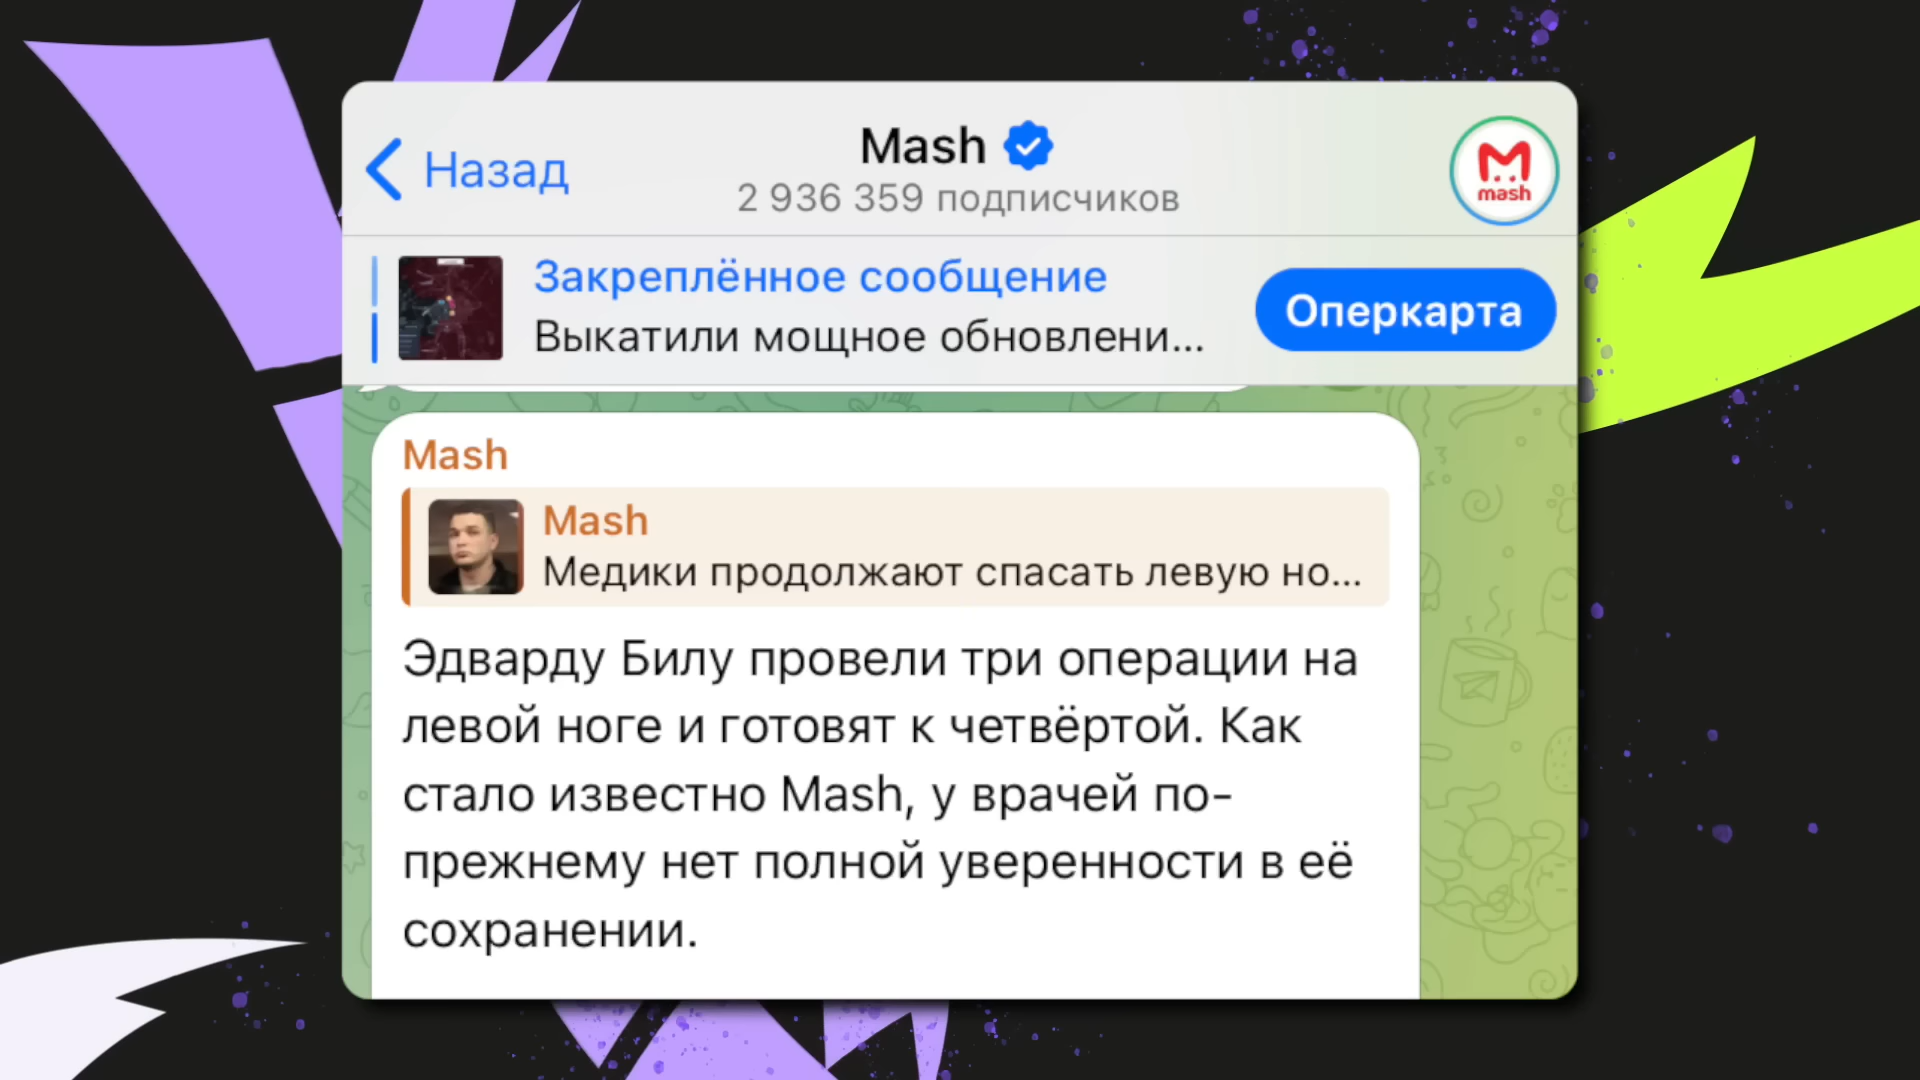 Назад
Mash
2 936 359 подписчиков
mash
Закреплённое сообщение
Выкатили мощное обновлени...
Оперкарта
Mash
Mash
Медики продолжают спасать левую но...
Эдварду Билу провели три операции на
левой ноге и готовят к четвёртой. Как
стало известно Mash, у врачей по-
прежнему нет полной уверенности в её
сохранении.